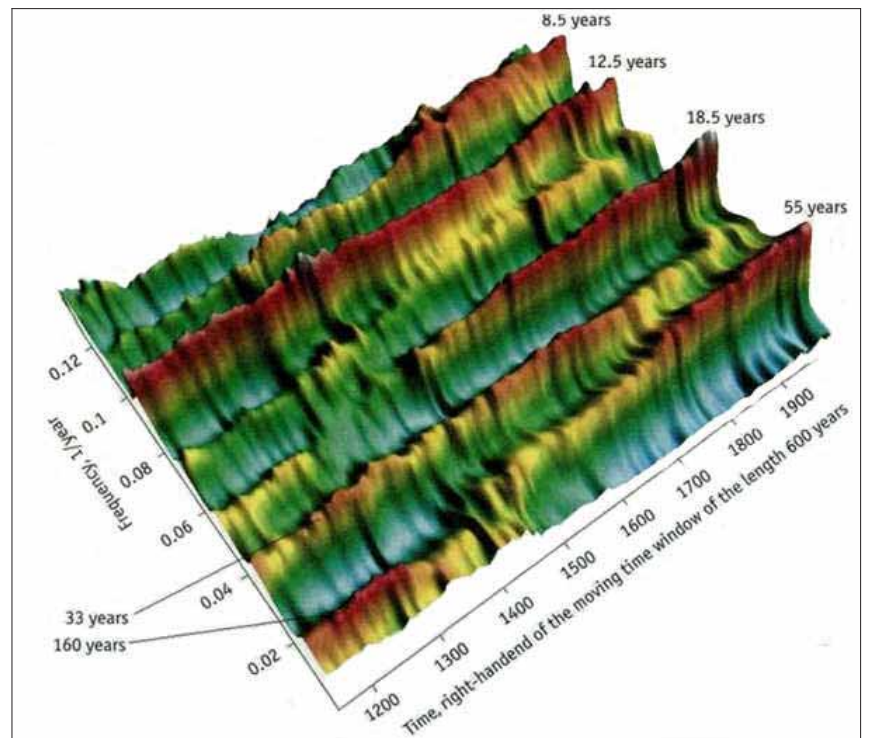 8.5 years
12.5 years
18.5 years
55 years
0.12
0.1
0.08
0.06
0.04
0.02
Frequency, 1/year
33 years
160 years
1200
1300
1400
1500
1600
1700
1800
1900
Time, right-handend of the moving time window of the length 600 years